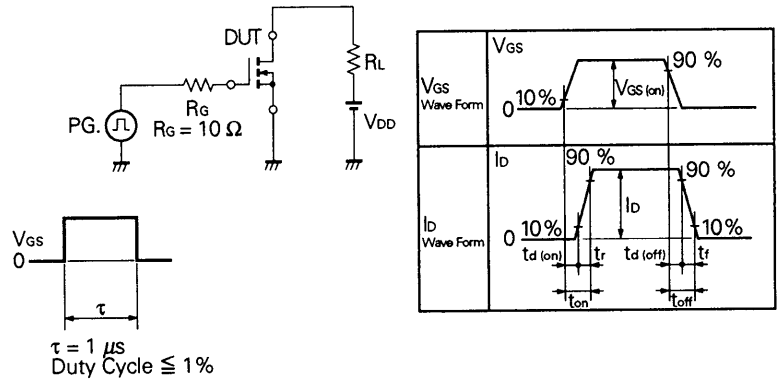 DUT
RL
RG
PG.
RG = 10 Ω
VDD
VGS
0
τ
τ = 1 μs
Duty Cycle ≦ 1%
VGS
Wave Form
VGS
90 %
10%
VGS (on)
0
ID
Wave Form
ID
90 %
90 %
ID
0
10%
10%
td (on)
tr
td (off)
tf
ton
toff